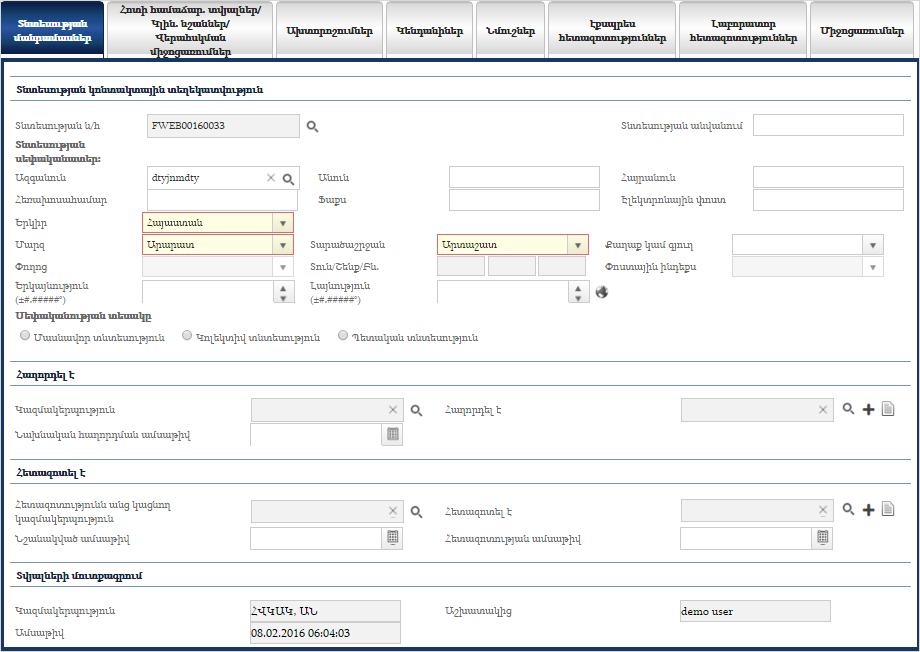 Տնտեսության մանրամասներ
Հոտի համաճար. տվյալներ/
Կլին. նշաններ/
Վերահսկման
միջոցառումներ
Ախտորոշումներ
Կենդանիներ
Նմուշներ
Էքսպրես
հետազոտություններ
Լաբորատոր
հետազոտություններ
Միջոցառումներ
Տնտեսության կոնտակտային տեղեկատվություն
Տնտեսության ն/հ FWEB00160033 Տնտեսության անվանում
Տնտեսության
սեփականատեր:
Ազգանուն dtyjnmdty Անուն Հայրանուն
Հեռախոսահամար Ֆաքս Էլեկտրոնային փոստ
Երկիր Հայաստան
Մարզ Արարատ Տարածաշրջան Արտաշատ Քաղաք կամ գյուղ
Փողոց Տուն/Շենք/Բն. Փոստային ինդեքս
Երկայնություն Լայնություն
(±#.#####°) (±#.#####°)
Սեփականության տեսակը
Մասնավոր տնտեսություն Կոլեկտիվ տնտեսություն Պետական տնտեսություն
Հաղորդել է
Կազմակերպություն Հաղորդել է
Նախնական հաղորդման ամսաթիվ
Հետազոտել է
Հետազոտությունն անց կացնող
կազմակերպություն Հետազոտել է
Նշանակված ամսաթիվ Հետազոտության ամսաթիվ
Տվյալների մուտքագրում
Կազմակերպություն ՀՎԿԱԿ, ԱՆ Աշխատակից demo user
Ամսաթիվ 08.02.2016 06:04:03